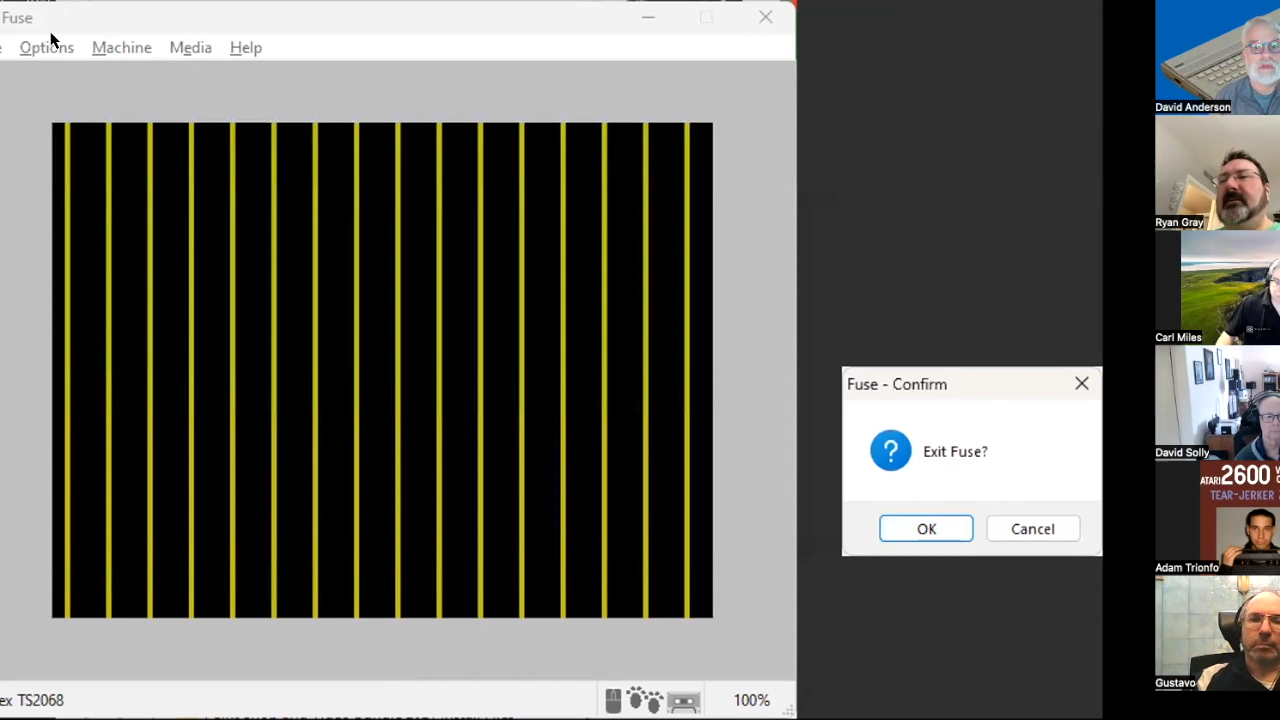 Fuse
Options Machine Media Help
ex TS2068
100%
Fuse - Confirm
Exit Fuse?
OK
Cancel
David Anderson
Ryan Gray
Carl Miles
David Solly
ATARI 2600
TEAR-JERKER
Adam Trionfo
Gustavo